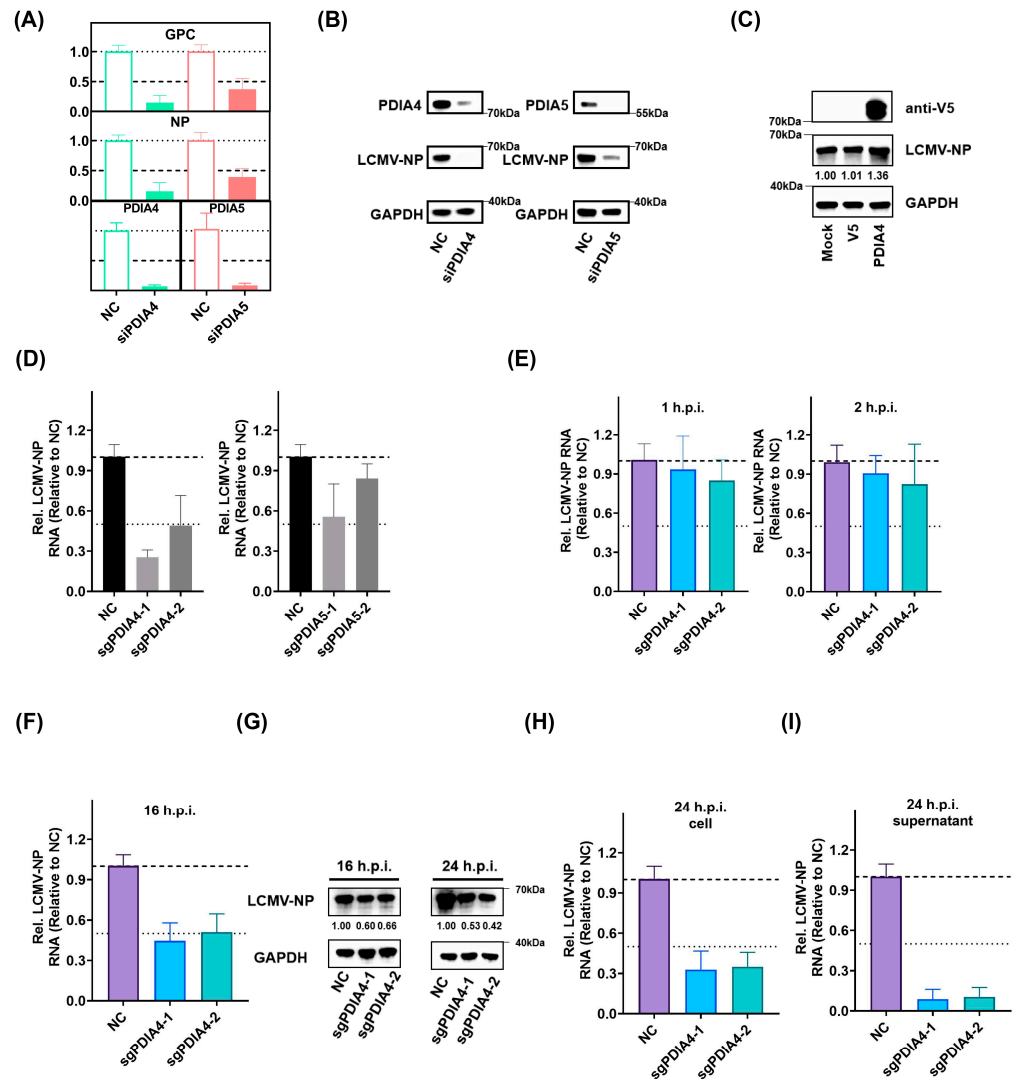 (A)
GPC
1.0
0.5
0.0
NP
1.0
0.5
0.0
PDIA4 PDIA5
NC
siPDIA4
NC
siPDIA5
(B)
PDIA4
70kDa
LCMV-NP
70kDa
GAPDH
40kDa
NC
siPDIA4
PDIA5
55kDa
LCMV-NP
70kDa
GAPDH
40kDa
NC
siPDIA5
(C)
anti-V5
70kDa
70kDa
LCMV-NP
1.00 1.01 1.36
40kDa
GAPDH
Mock
V5
PDIA4
(D)
Rel. LCMV-NP
RNA (Relative to NC)
1.2
0.9
0.6
0.3
0.0
NC
sgPDIA4-1
sgPDIA4-2
Rel. LCMV-NP
RNA (Relative to NC)
1.2
0.9
0.6
0.3
0.0
NC
sgPDIA5-1
sgPDIA5-2
(E)
1 h.p.i.
Rel. LCMV-NP RNA
(Relative to NC)
1.2
0.9
0.6
0.3
0.0
NC
sgPDIA4-1
sgPDIA4-2
2 h.p.i.
Rel. LCMV-NP RNA
(Relative to NC)
1.2
0.9
0.6
0.3
0.0
NC
sgPDIA4-1
sgPDIA4-2
(F)
16 h.p.i.
Rel. LCMV-NP
RNA (Relative to NC)
1.2
0.9
0.6
0.3
0.0
NC
sgPDIA4-1
sgPDIA4-2
(G)
16 h.p.i. 24 h.p.i.
70kDa
LCMV-NP
1.00 0.60 0.66 1.00 0.53 0.42
40kDa
GAPDH
NC
sgPDIA4-1
sgPDIA4-2
NC
sgPDIA4-1
sgPDIA4-2
(H)
24 h.p.i.
cell
Rel. LCMV-NP
RNA (Relative to NC)
1.2
0.9
0.6
0.3
0.0
NC
sgPDIA4-1
sgPDIA4-2
(I)
24 h.p.i.
supernatant
Rel. LCMV-NP
RNA (Relative to NC)
1.2
0.9
0.6
0.3
0.0
NC
sgPDIA4-1
sgPDIA4-2